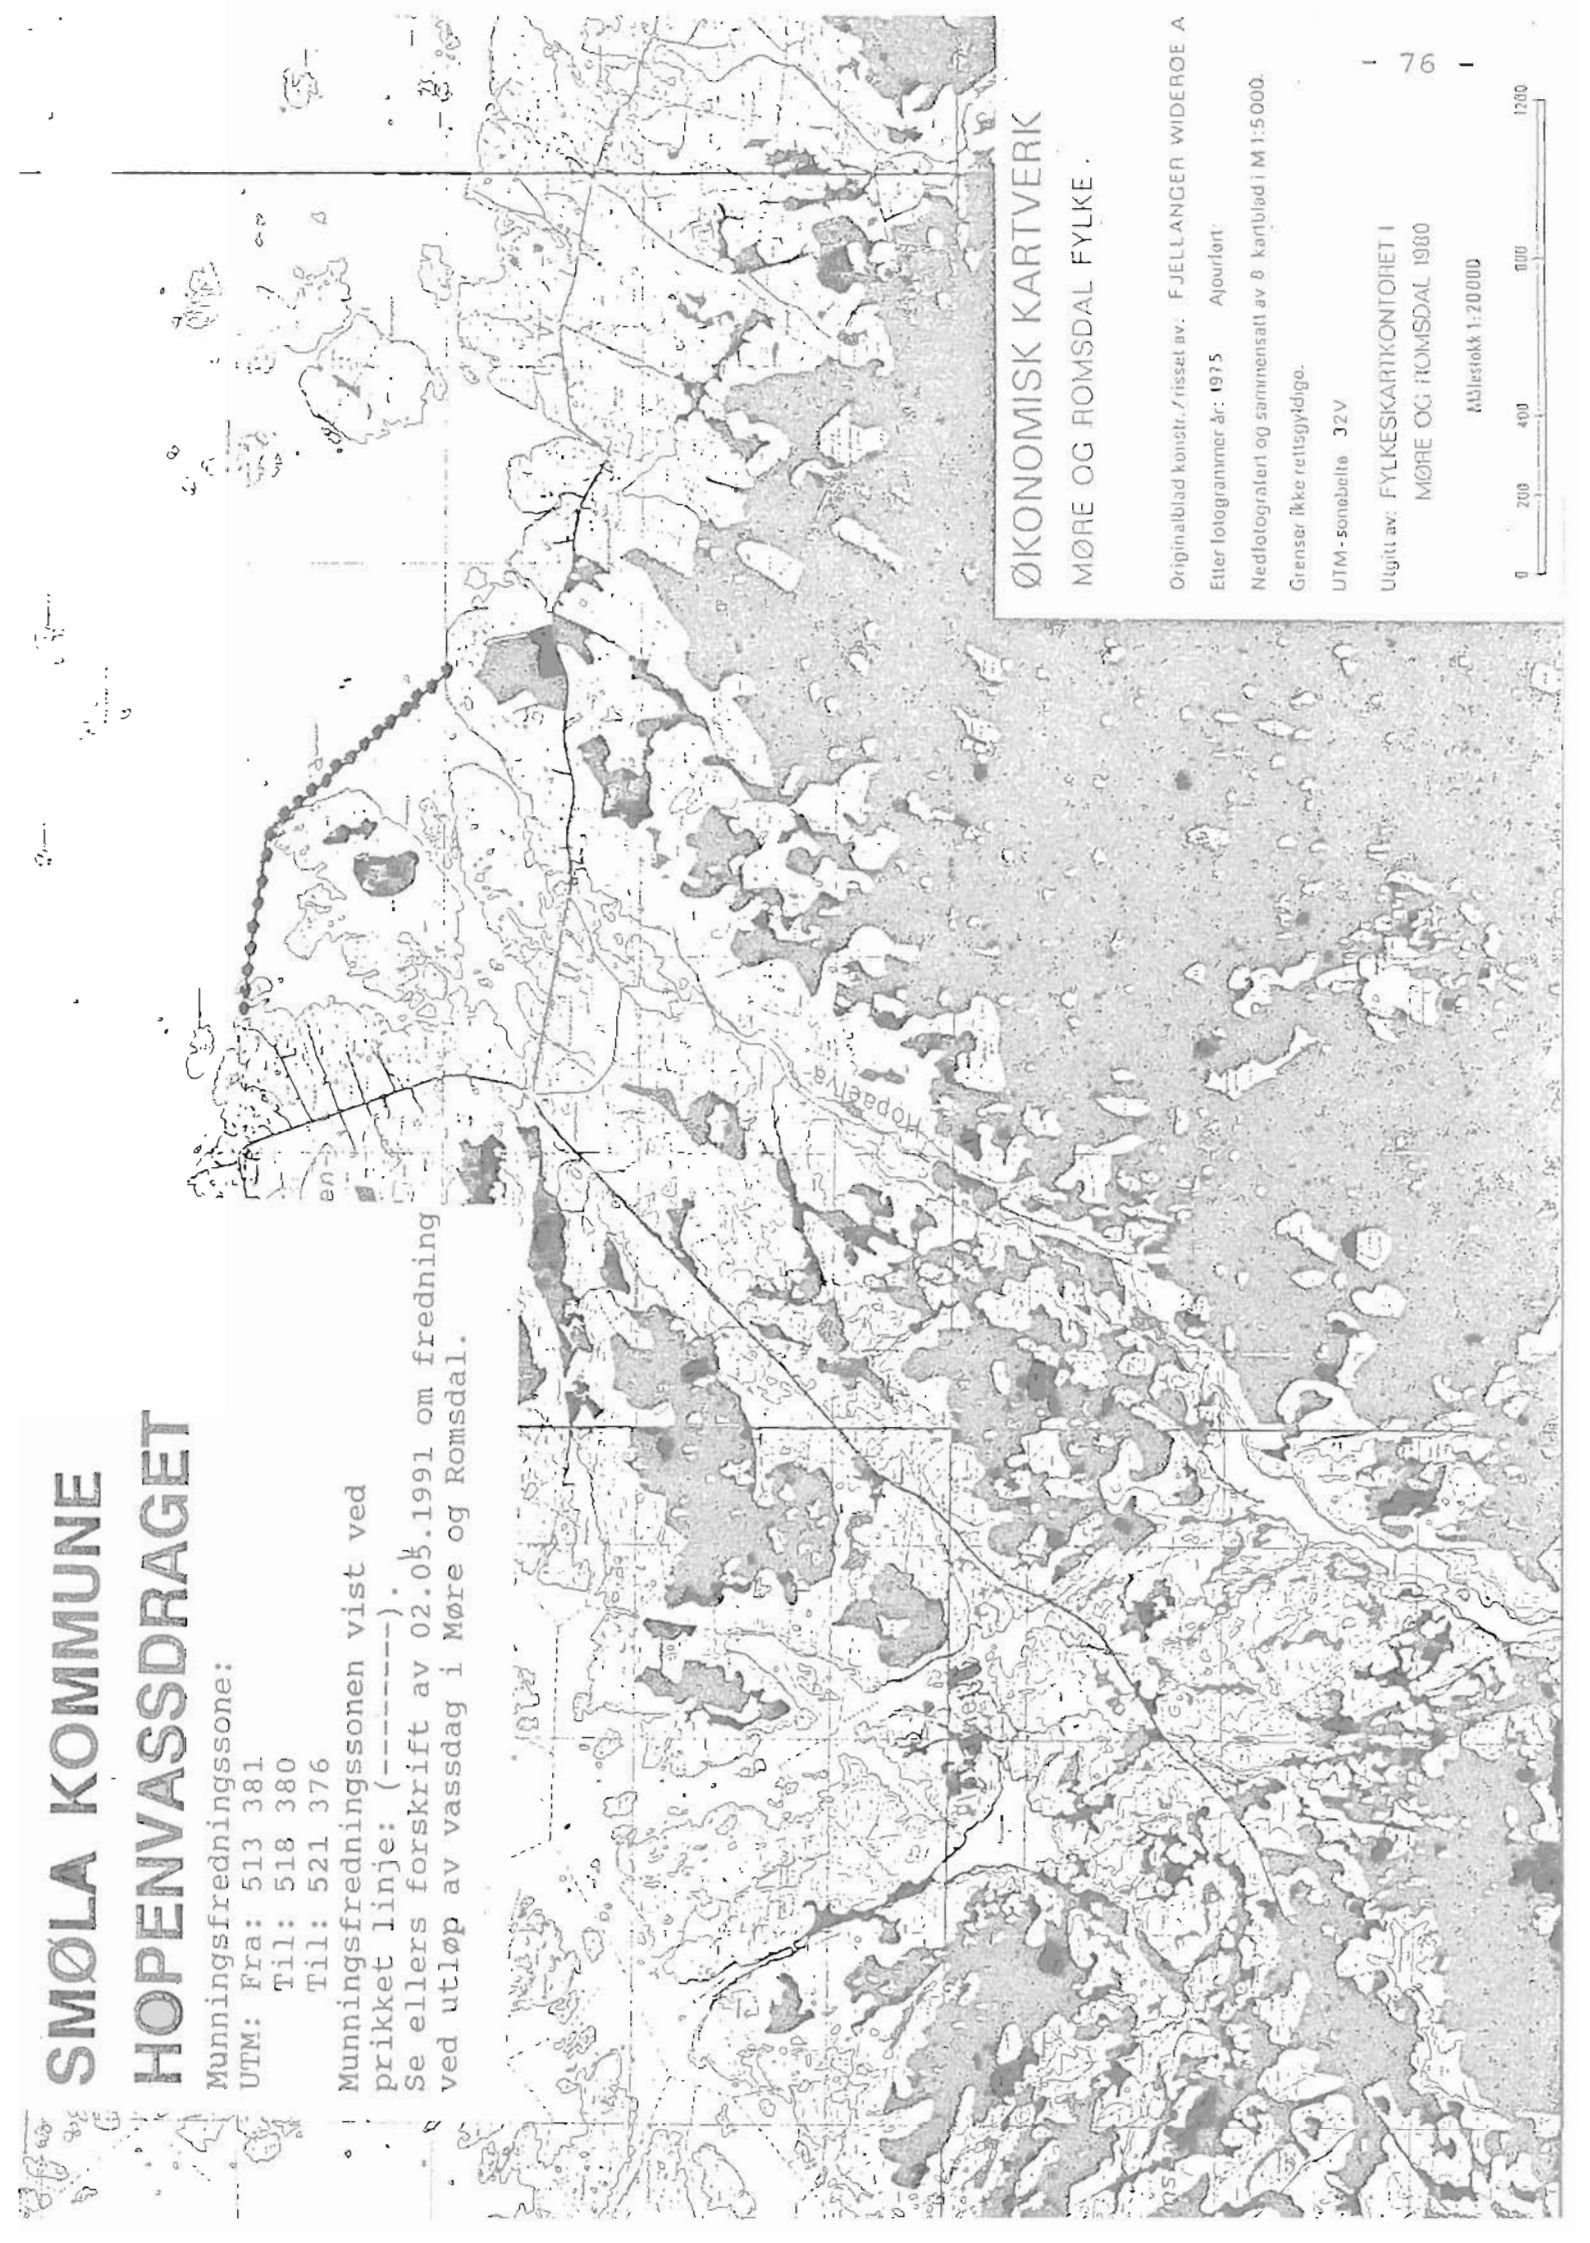 SMØLA KOMMUNE
HOPENVASSDRAGET
Munningsfredningssone:
UTM: Fra: 513 381
Til: 518 380
Til: 521 376
Munningsfredningssonen vist ved
prikket linje: (--------).
Se ellers forskrift av 02.05.1991 om fredning
ved utløp av vassdag i Møre og Romsdal.
Hopaelva
ØKONOMISK KARTVERK
MØRE OG ROMSDAL FYLKE.
Originalblad konstr./risset av: FJELLANGER WIDERØE A
Etter fotogrammer år: 1975 Ajourført
Nedfotografert og sammensatt av 8 kartblad i M 1:5000.
Grenser ikke rettsgyldige.
UTM-sonebelte 32V
Utgitt av: FYLKESKARTKONTORET I
MØRE OG ROMSDAL 1980
Målestokk 1:20000
0 200 400 800 1200
- 76 -